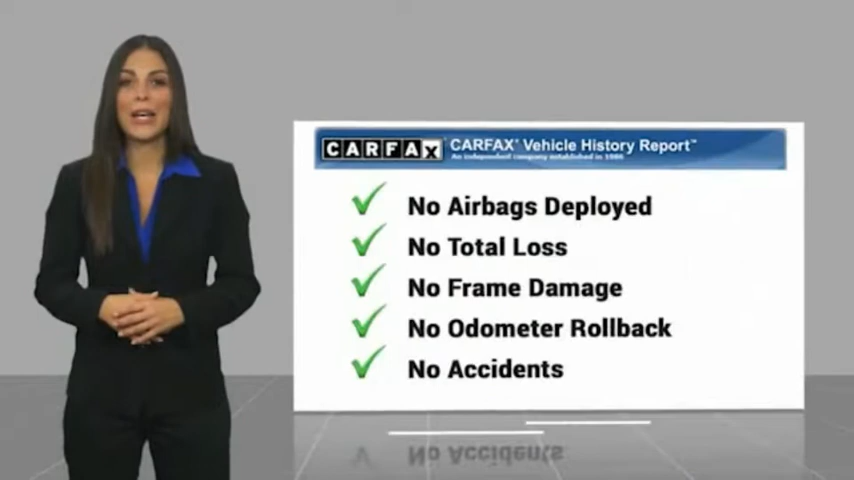 CARFAX CARFAX® Vehicle History Report™
An independent company established in 1986
No Airbags Deployed
No Total Loss
No Frame Damage
No Odometer Rollback
No Accidents
No Accidents